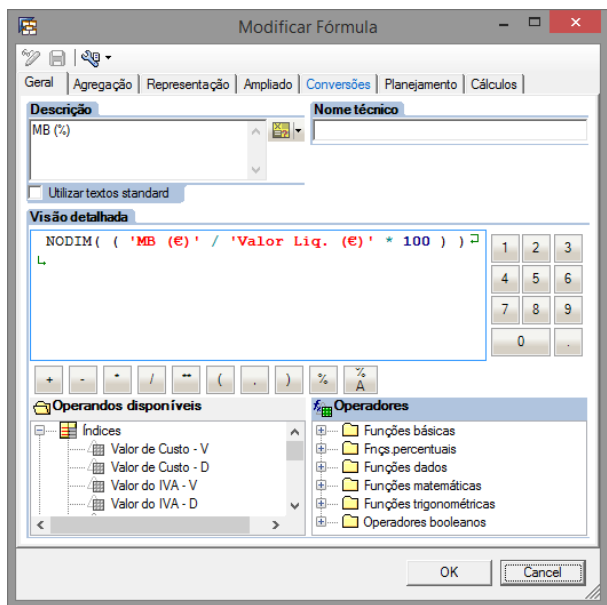 Modificar Fórmula
Geral Agregação Representação Ampliado Conversões Planejamento Cálculos
Descrição Nome técnico
MB (%)
Utilizar textos standard
Visão detalhada
NODIM( ( 'MB (€)' / 'Valor Liq. (€)' * 100 ) )
1 2 3
4 5 6
7 8 9
0 .
+ - * / ** ( , ) % %A
Operandos disponíveis Operadores
Índices Funções básicas
Valor de Custo - V Fnçs.percentuais
Valor de Custo - D Funções dados
Valor do IVA - V Funções matemáticas
Valor do IVA - D Funções trigonométricas
Operadores booleanos
OK Cancel